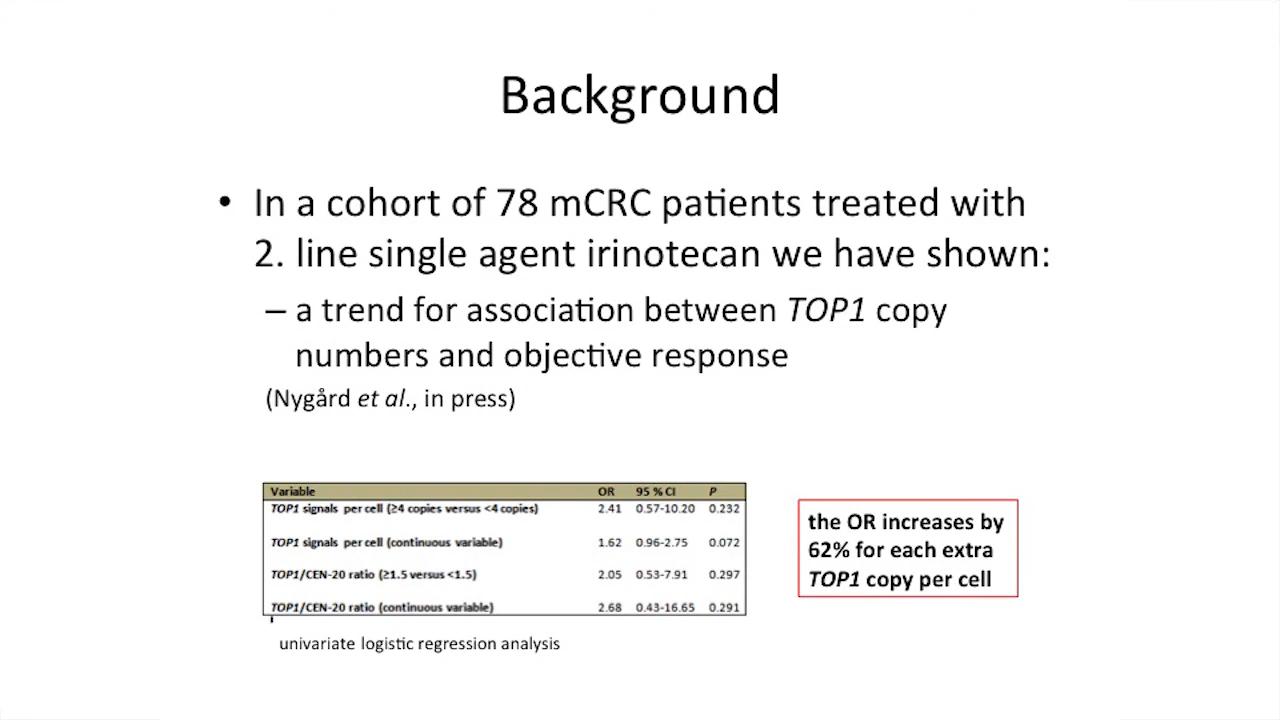 Background
• In a cohort of 78 mCRC patients treated with
2. line single agent irinotecan we have shown:
– a trend for association between TOP1 copy
numbers and objective response
(Nygård et al., in press)
Variable OR 95 % CI P
TOP1 signals per cell (≥4 copies versus <4 copies) 2.41 0.57-10.20 0.232
TOP1 signals per cell (continuous variable) 1.62 0.96-2.75 0.072
TOP1/CEN-20 ratio (≥1.5 versus <1.5) 2.05 0.53-7.91 0.297
TOP1/CEN-20 ratio (continuous variable) 2.68 0.43-16.65 0.291
univariate logistic regression analysis
the OR increases by
62% for each extra
TOP1 copy per cell